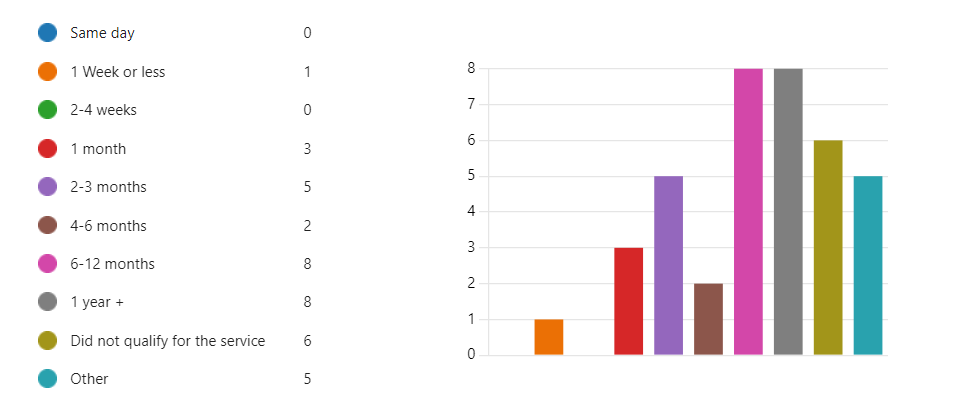 Same day 0
1 Week or less 1
2-4 weeks 0
1 month 3
2-3 months 5
4-6 months 2
6-12 months 8
1 year + 8
Did not qualify for the service 6
Other 5
8
7
6
5
4
3
2
1
0